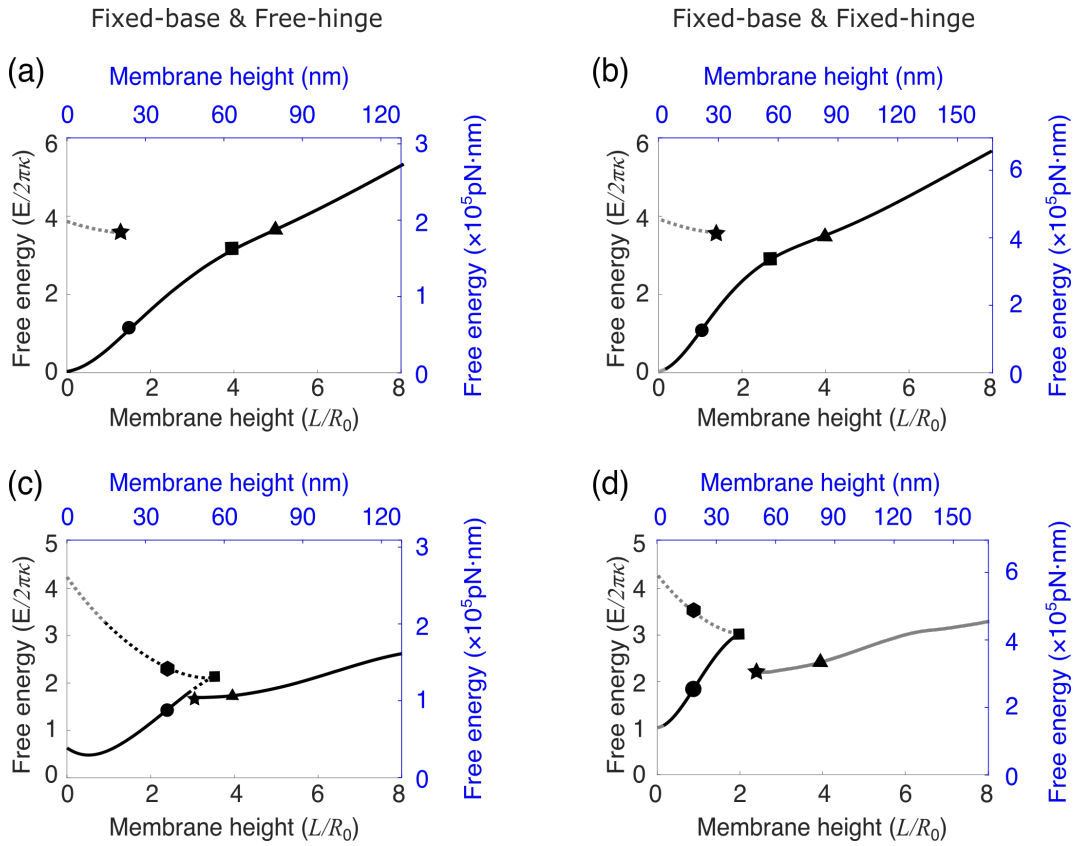 Fixed-base & Free-hinge
Fixed-base & Fixed-hinge
(a)
Membrane height (nm)
0 30 60 90 120
Free energy (E/2πκ)
6
4
2
0
3
2
1
0
Free energy (×10⁵pN·nm)
0 2 4 6 8
Membrane height (L/R₀)
(b)
Membrane height (nm)
0 30 60 90 120 150
Free energy (E/2πκ)
6
4
2
0
6
4
2
0
Free energy (×10⁵pN·nm)
0 2 4 6 8
Membrane height (L/R₀)
(c)
Membrane height (nm)
0 30 60 90 120
Free energy (E/2πκ)
5
4
3
2
1
0
3
2
1
0
Free energy (×10⁵pN·nm)
0 2 4 6 8
Membrane height (L/R₀)
(d)
Membrane height (nm)
0 30 60 90 120 150
Free energy (E/2πκ)
5
4
3
2
1
0
6
4
2
0
Free energy (×10⁵pN·nm)
0 2 4 6 8
Membrane height (L/R₀)